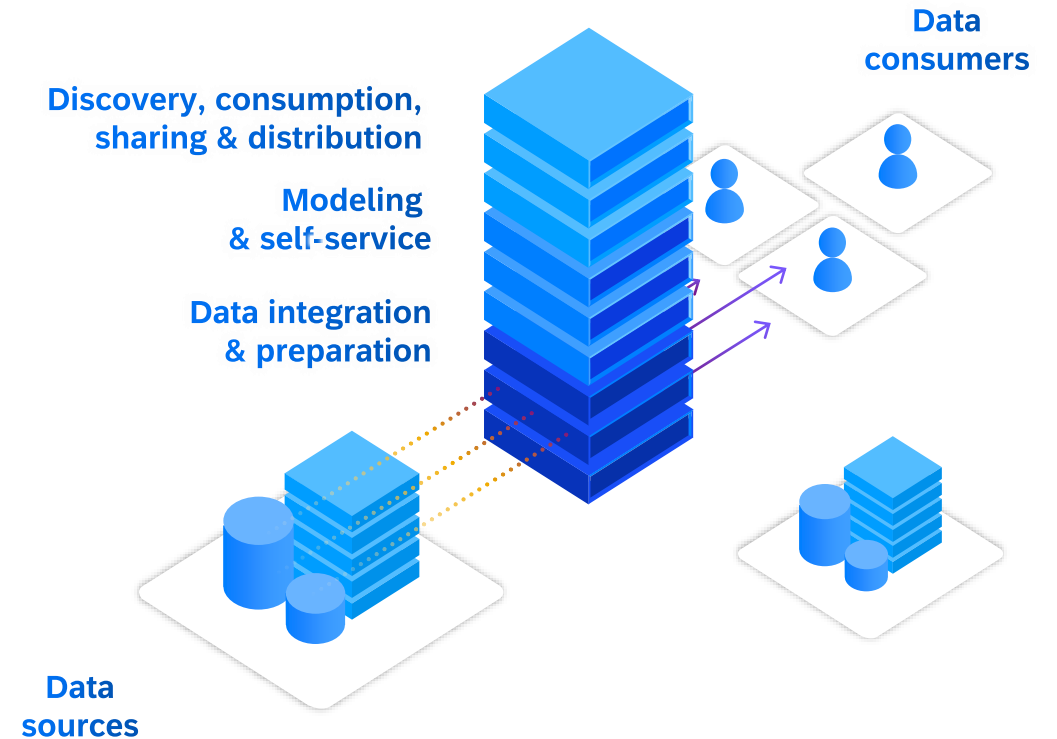 Data
consumers
Discovery, consumption,
sharing & distribution
Modeling
& self-service
Data integration
& preparation
Data
sources